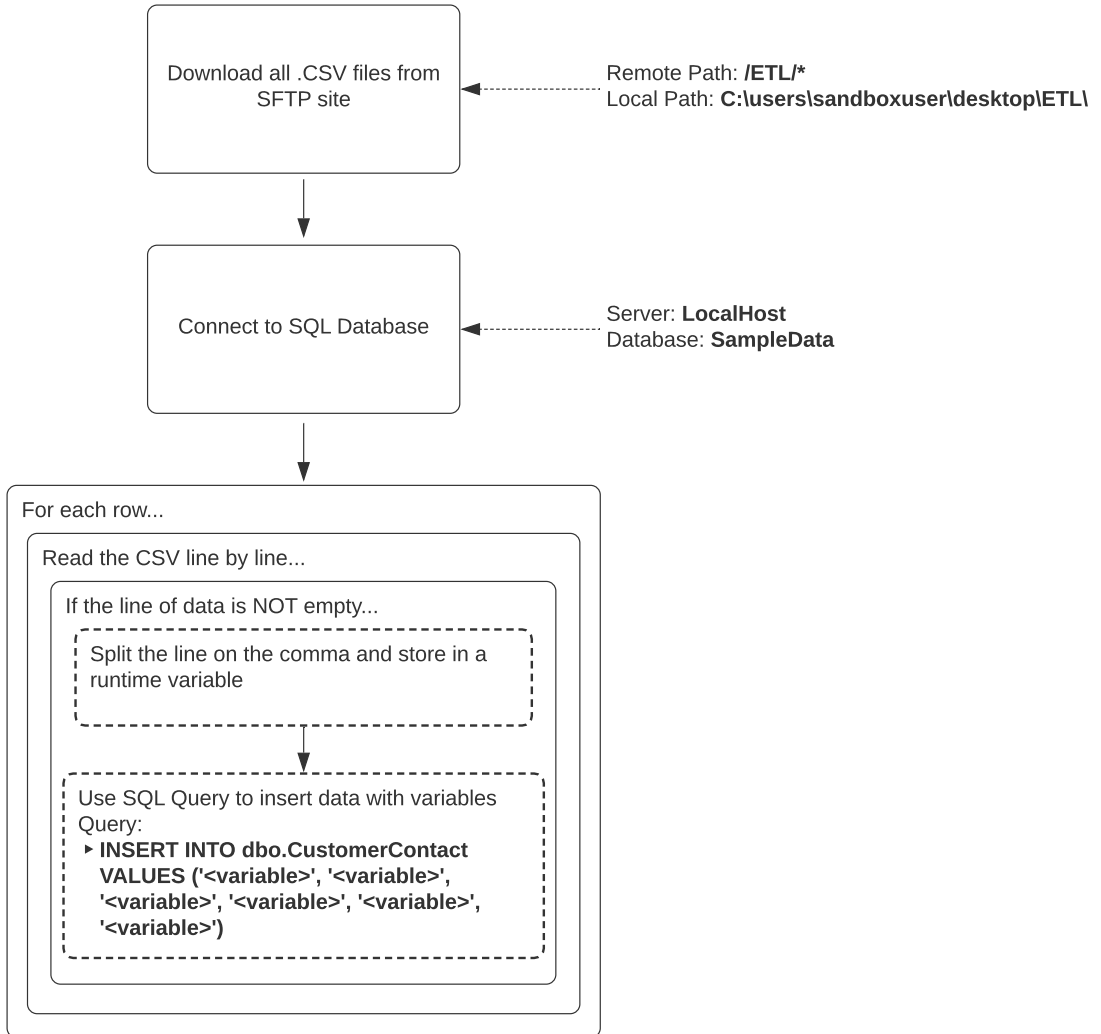 Download all .CSV files from
SFTP site
Remote Path: /ETL/*
Local Path: C:\users\sandboxuser\desktop\ETL\
Connect to SQL Database
Server: LocalHost
Database: SampleData
For each row...
Read the CSV line by line...
If the line of data is NOT empty...
Split the line on the comma and store in a
runtime variable
Use SQL Query to insert data with variables
Query:
‣ INSERT INTO dbo.CustomerContact
VALUES ('<variable>', '<variable>',
'<variable>', '<variable>', '<variable>',
'<variable>')